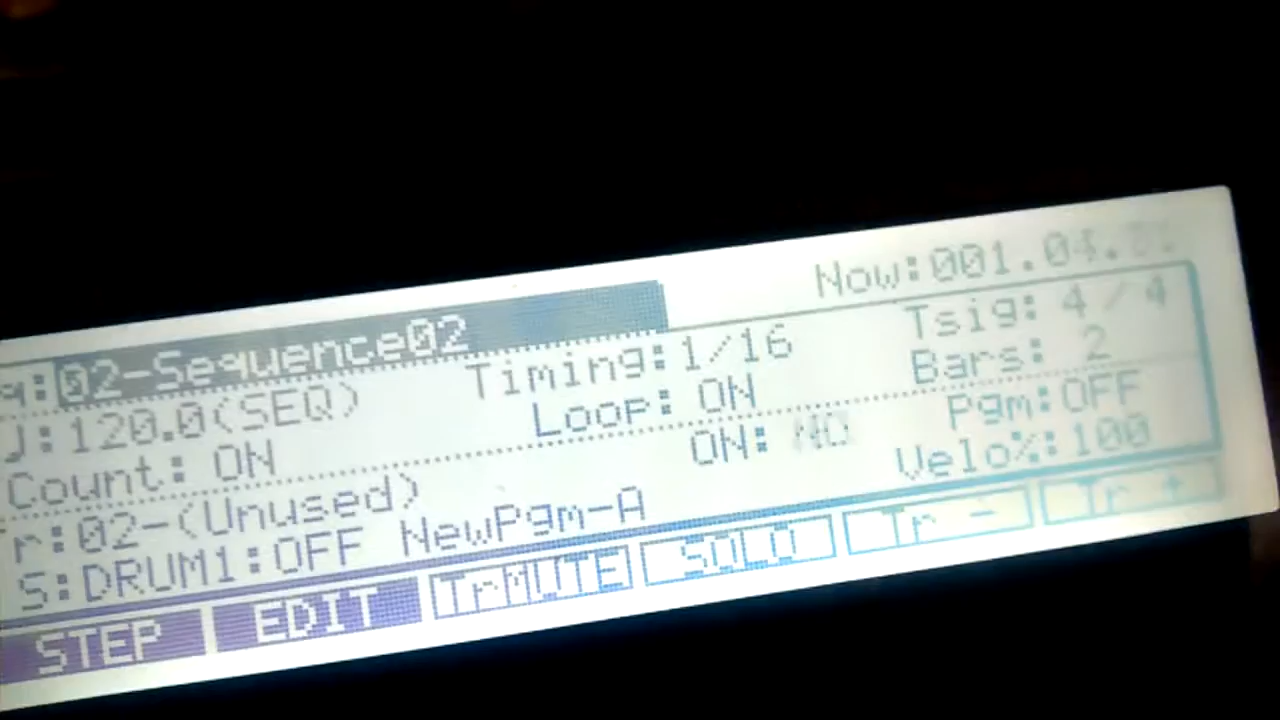 q:02-Sequence02 Now:001.04.
J:120.0(SEQ) Timing:1/16 Tsig: 4/ 4
Count: ON Loop: ON Bars: 2
r:02-(Unused) ON: NO Pgm:OFF
S:DRUM1:OFF NewPgm-A Velo%:100
STEP EDIT TrMUTE SOLO Tr - Tr +